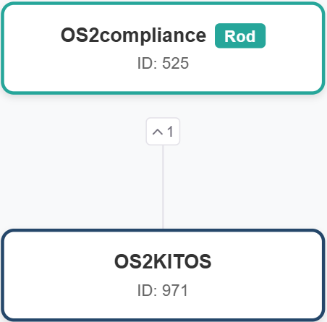 OS2compliance Rod
ID: 525
1
OS2KITOS
ID: 971